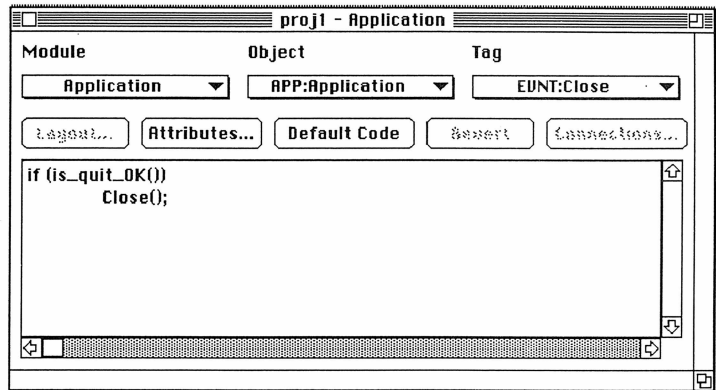 proj1 - Application
Module Object Tag
Application APP:Application EVNT:Close
Layout... Attributes... Default Code Revert Connections...
if (is_quit_OK())
Close();